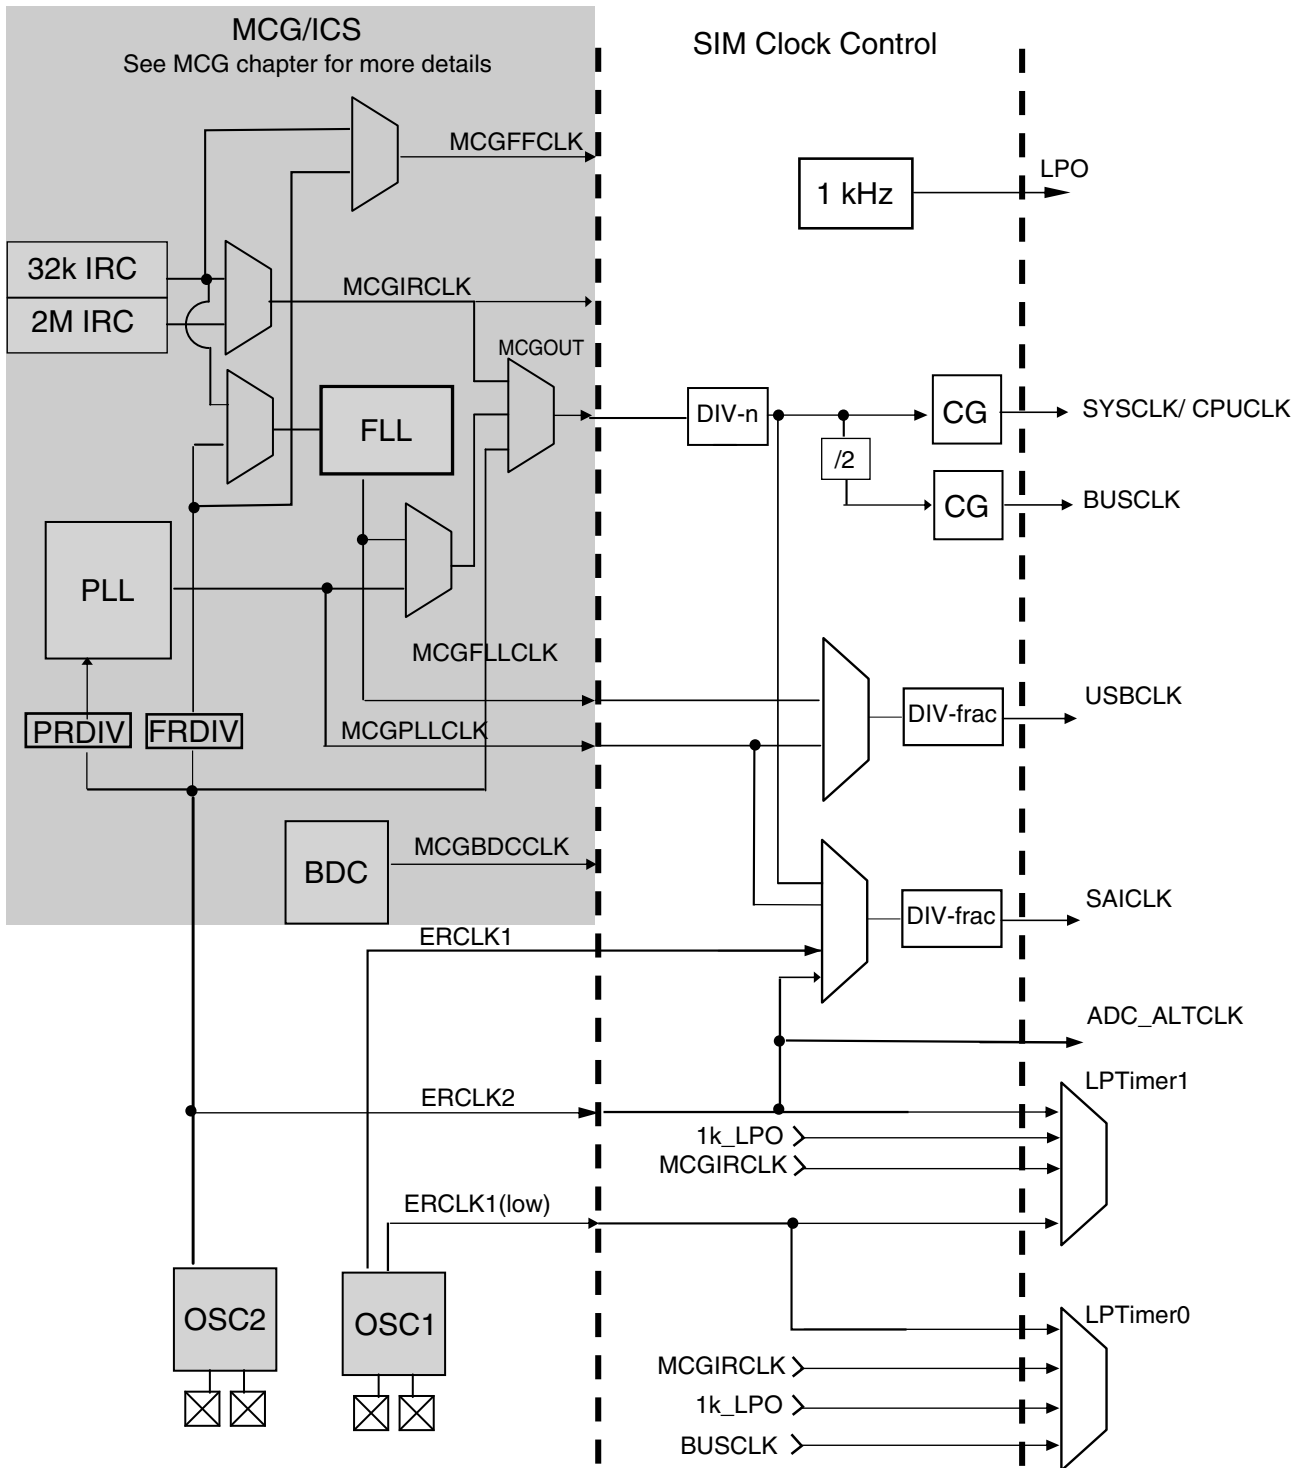 MCG/ICS
See MCG chapter for more details
SIM Clock Control
MCGFFCLK
1 kHz
LPO
32k IRC
2M IRC
MCGIRCLK
MCGOUT
FLL
DIV-n
CG
SYSCLK/ CPUCLK
/2
CG
BUSCLK
PLL
MCGFLLCLK
PRDIV
FRDIV
MCGPLLCLK
DIV-frac
USBCLK
BDC
MCGBDCCLK
DIV-frac
SAICLK
ERCLK1
ADC_ALTCLK
ERCLK2
LPTimer1
1k_LPO
MCGIRCLK
ERCLK1(low)
OSC2
OSC1
LPTimer0
MCGIRCLK
1k_LPO
BUSCLK